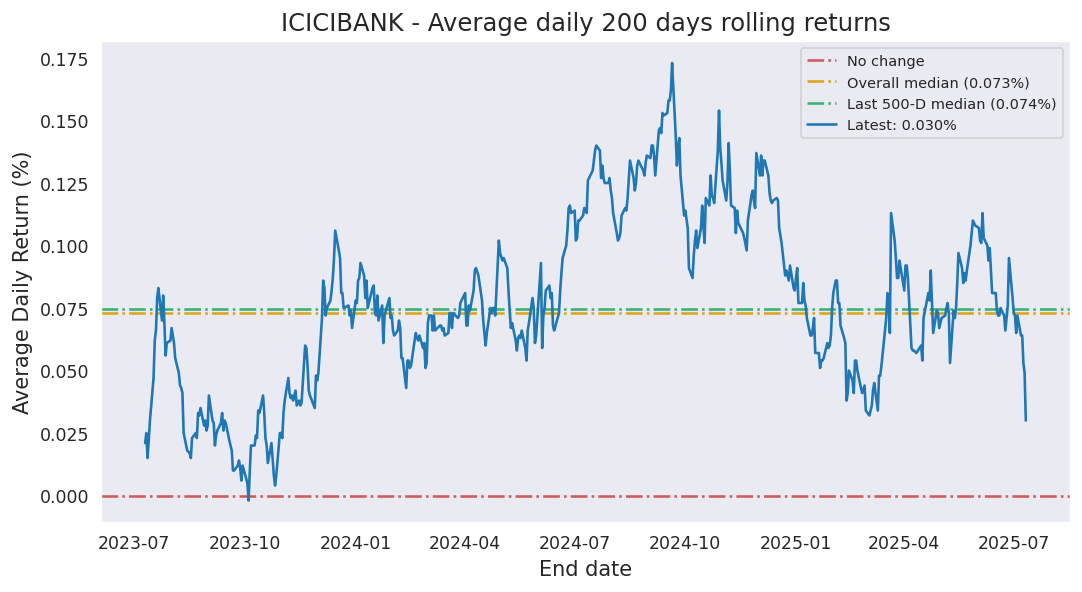 ICICIBANK - Average daily 200 days rolling returns
Average Daily Return (%)
0.175
0.150
0.125
0.100
0.075
0.050
0.025
0.000
No change
Overall median (0.073%)
Last 500-D median (0.074%)
Latest: 0.030%
2023-07 2023-10 2024-01 2024-04 2024-07 2024-10 2025-01 2025-04 2025-07
End date